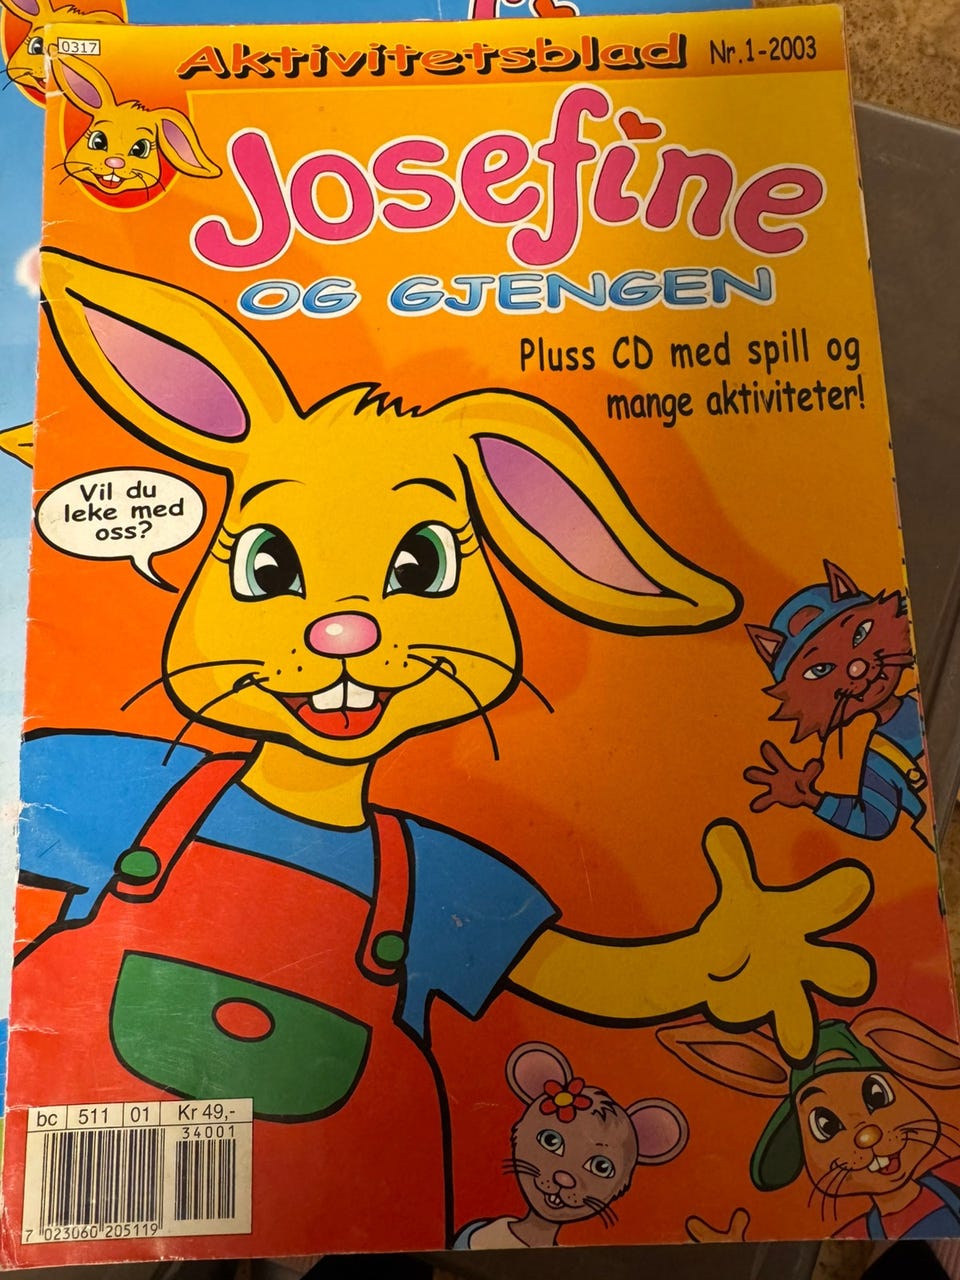 0317
Aktivitetsblad Nr.1-2003
Josefine
OG GJENGEN
Pluss CD med spill og
mange aktiviteter!
Vil du
leke med
oss?
bc 511 01 Kr 49,-
34001
7 023060 205119